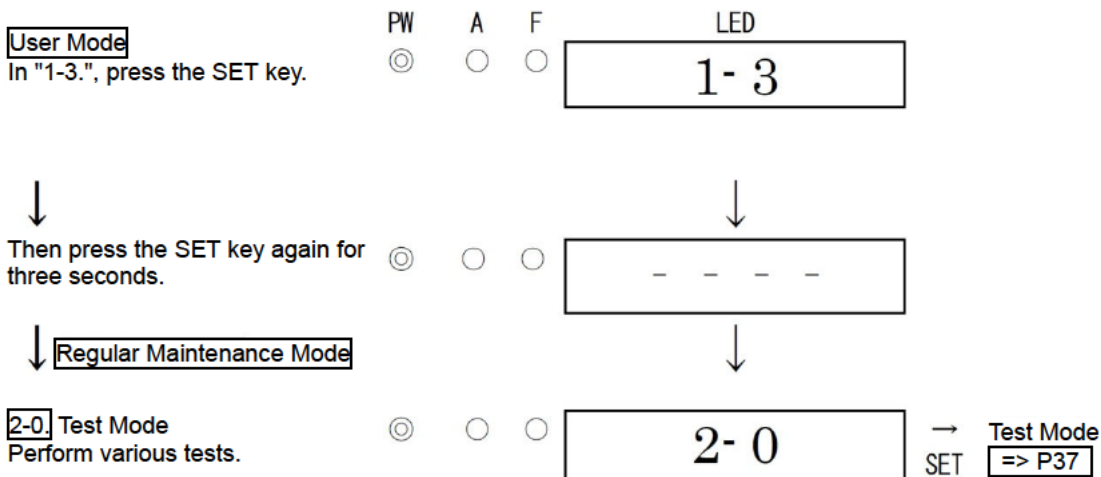 PW A F LED
User Mode
In "1-3.", press the SET key.
1- 3
Then press the SET key again for
three seconds.
- - - -
Regular Maintenance Mode
2-0. Test Mode
Perform various tests.
2- 0
→ Test Mode
SET => P37